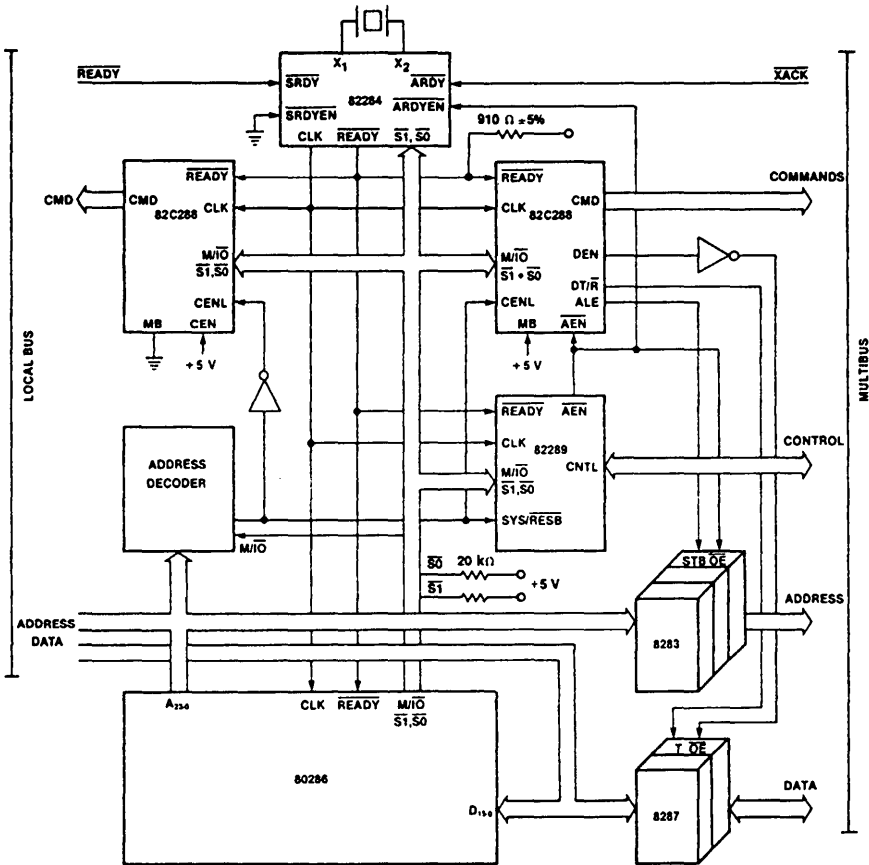 X1 X2
READY
SRDY
ARDY
XACK
82284
SRDYEN
ARDYEN
CLK READY S1, S0
910 Ω ±5%
READY
READY
COMMANDS
CMD
CMD
82C288
CLK
CLK
CMD
82C288
M/IO
S1,S0
M/IO
S1 + S0
DEN
DT/R
CENL
CENL
ALE
MB
CEN
MB
AEN
+5 V
+5 V
LOCAL BUS
MULTIBUS
READY
AEN
CLK
82289
CONTROL
ADDRESS
DECODER
M/IO
S1,S0
CNTL
SYS/RESB
M/IO
S0
20 kΩ
S1
+5 V
STB OE
ADDRESS
ADDRESS
DATA
8283
A23-0
CLK
READY
M/IO
S1,S0
T OE
80286
DATA
D15-0
8287